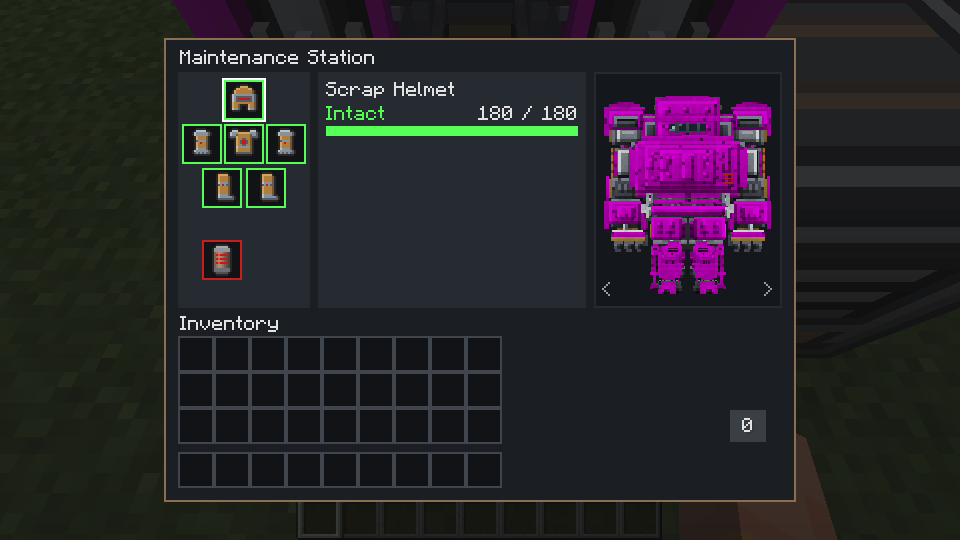 Maintenance Station
Scrap Helmet
Intact 180 / 180
Inventory
0